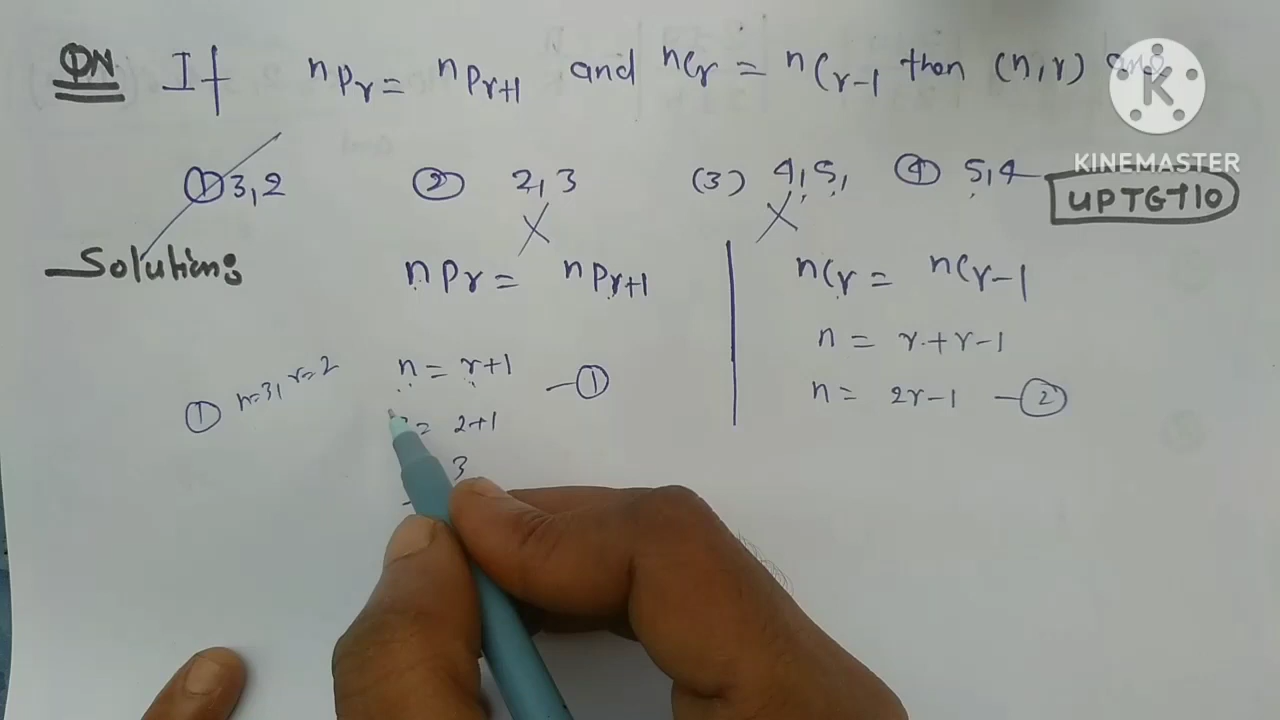 QN If nPr = nPr+1 and nCr = nCr-1 then (n,r) are
① 3,2 ② 2,3 (3) 4,5, ④ 5,4
KINEMASTER
UPTGT10
Solution:
nPr = nPr+1 nCr = nCr-1
n = r+1 —① n = r+r-1
① n=3, r=2 n = 2r-1 —②
= 2+1
3